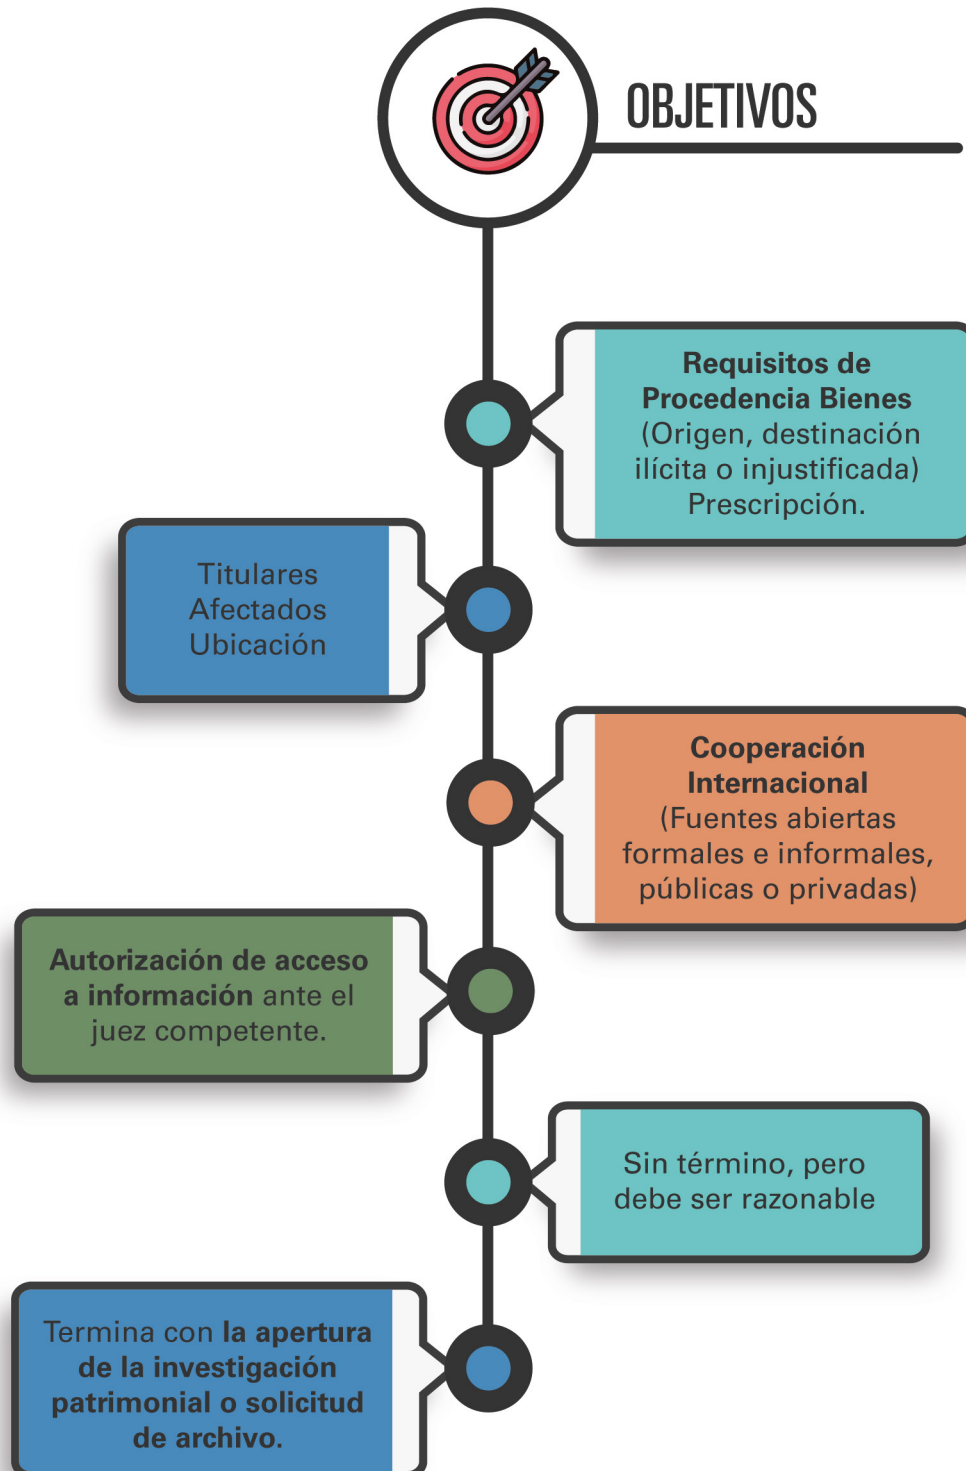 OBJETIVOS
Requisitos de
Procedencia Bienes
(Origen, destinación
ilícita o injustificada)
Prescripción.
Titulares
Afectados
Ubicación
Cooperación
Internacional
(Fuentes abiertas
formales e informales,
públicas o privadas)
Autorización de acceso
a información ante el
juez competente.
Sin término, pero
debe ser razonable
Termina con la apertura
de la investigación
patrimonial o solicitud
de archivo.